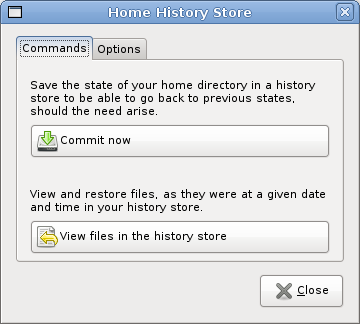 Home History Store
Commands Options
Save the state of your home directory in a history
store to be able to go back to previous states,
should the need arise.
Commit now
View and restore files, as they were at a given date
and time in your history store.
View files in the history store
Close